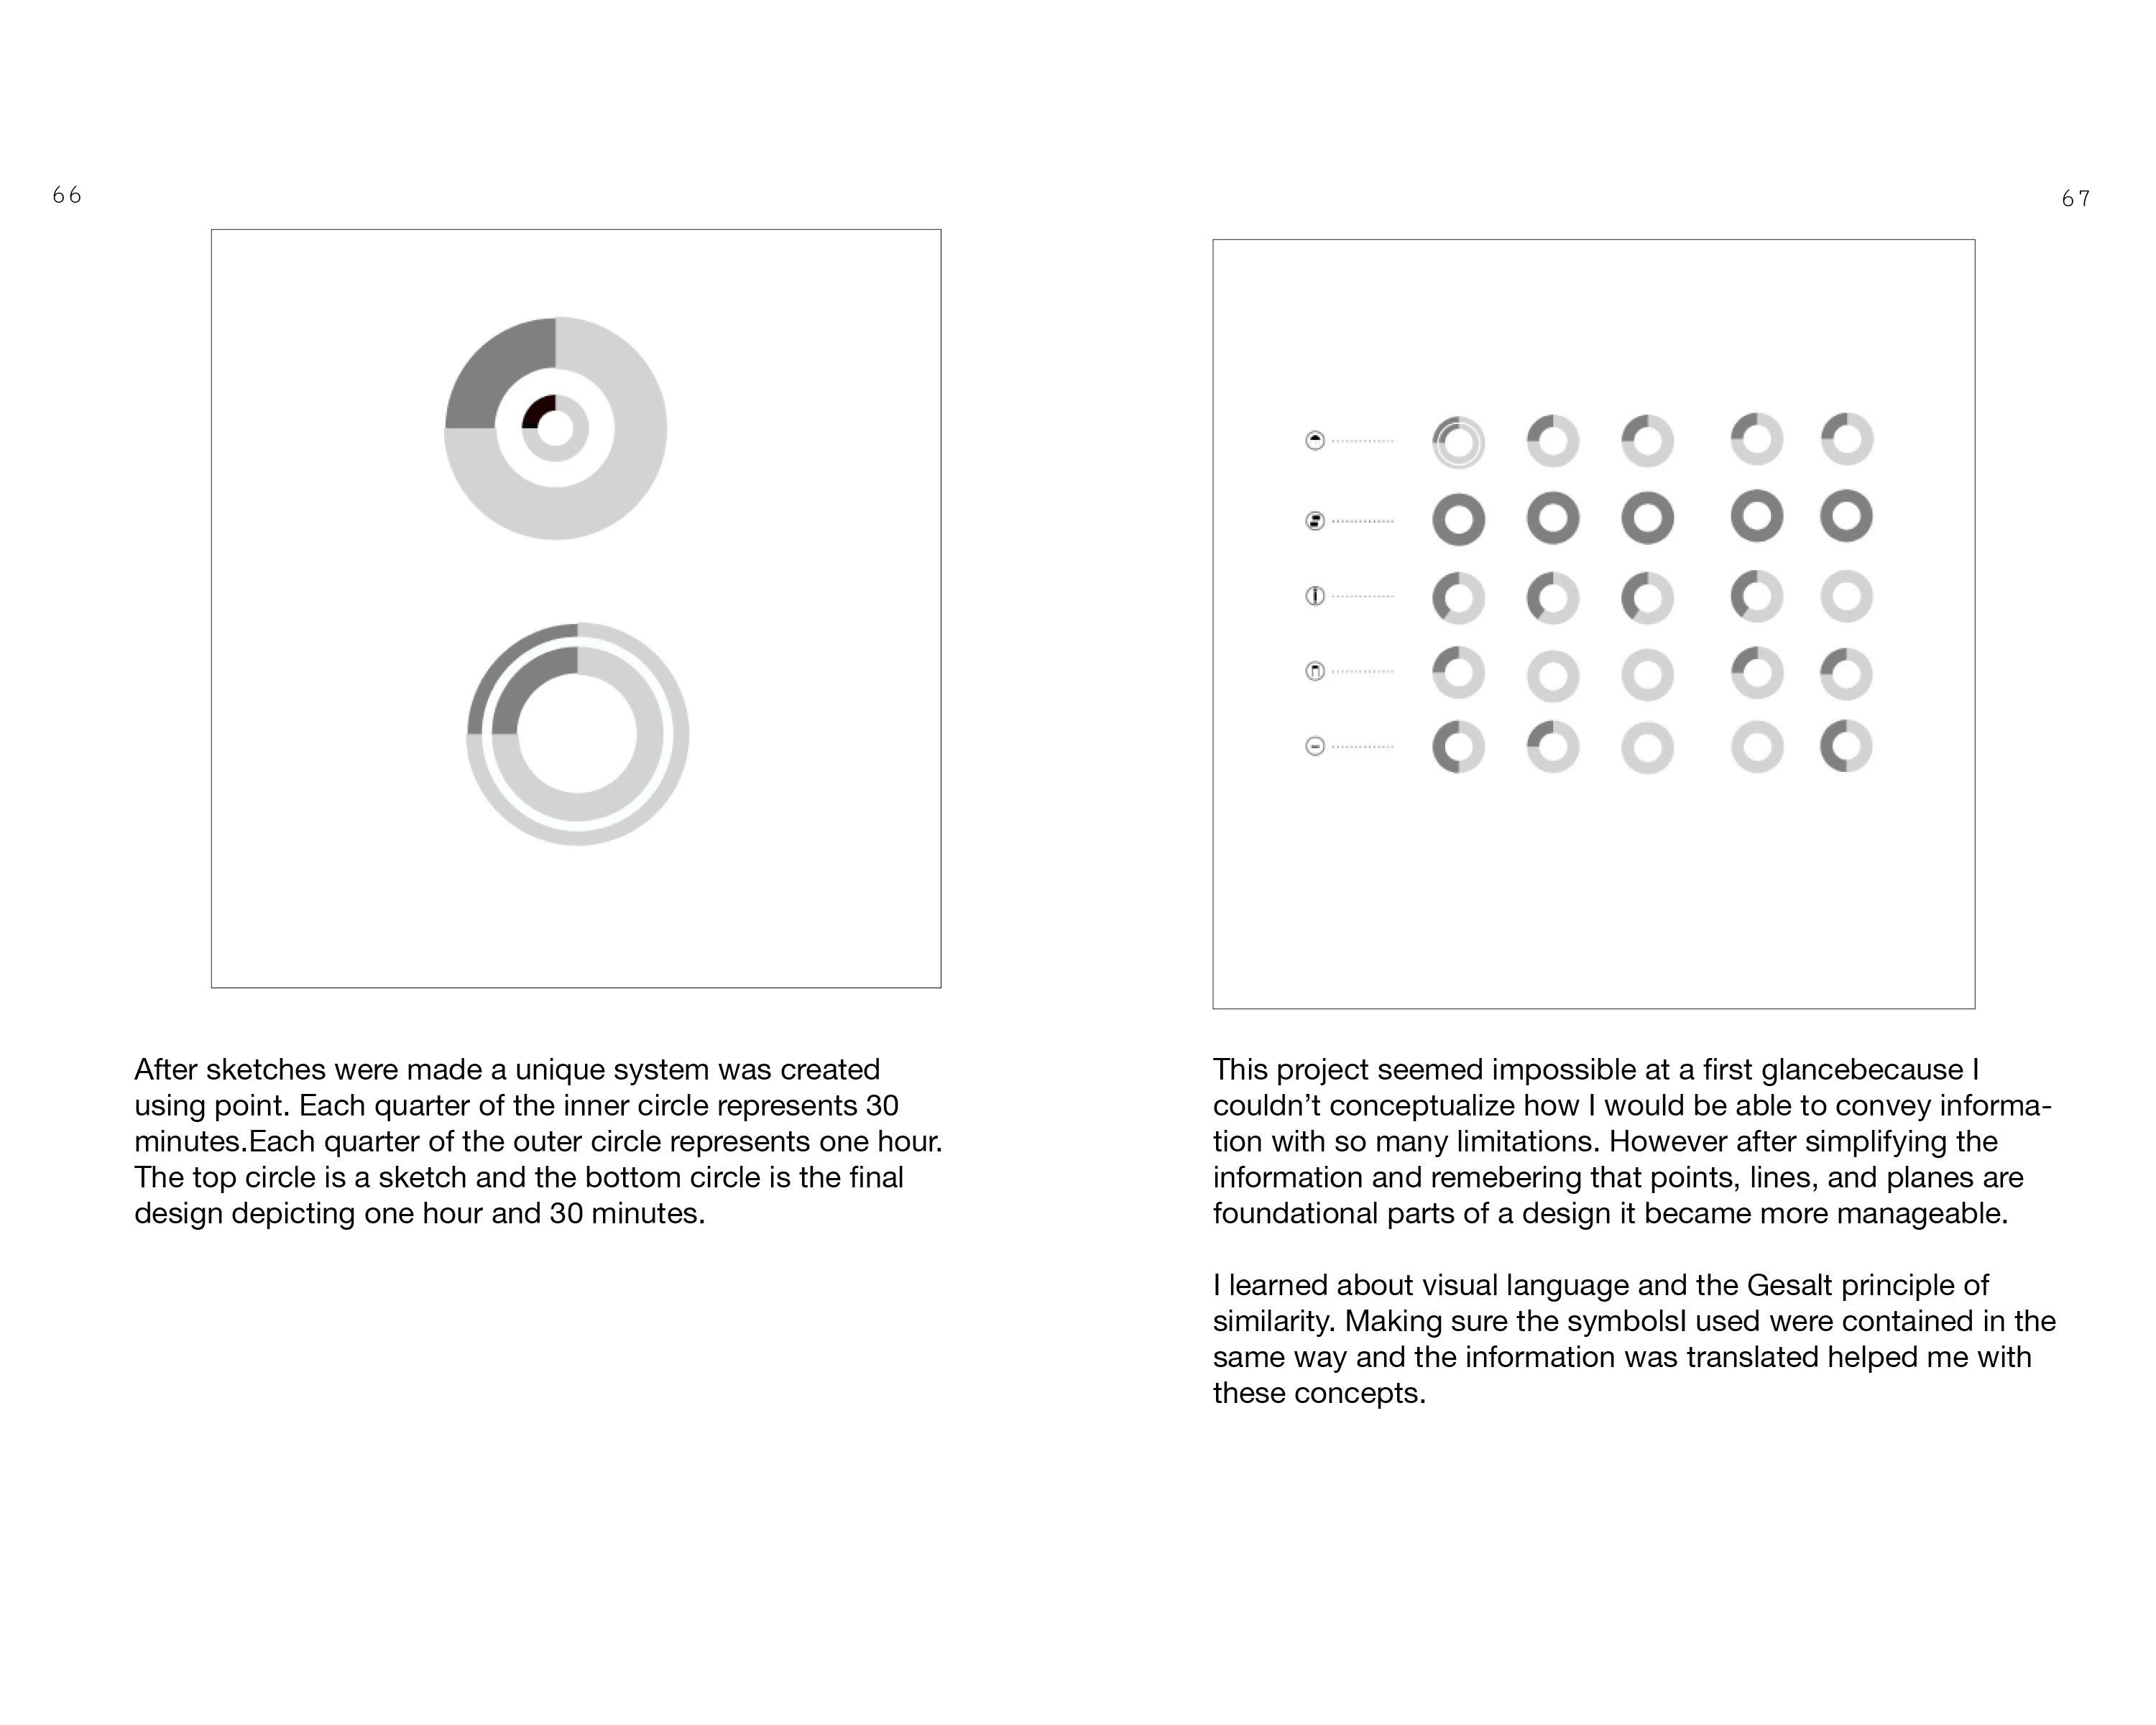 66
After sketches were made a unique system was created
using point. Each quarter of the inner circle represents 30
minutes.Each quarter of the outer circle represents one hour.
The top circle is a sketch and the bottom circle is the final
design depicting one hour and 30 minutes.
67
This project seemed impossible at a first glancebecause I
couldn’t conceptualize how I would be able to convey informa-
tion with so many limitations. However after simplifying the
information and remebering that points, lines, and planes are
foundational parts of a design it became more manageable.
I learned about visual language and the Gesalt principle of
similarity. Making sure the symbolsI used were contained in the
same way and the information was translated helped me with
these concepts.